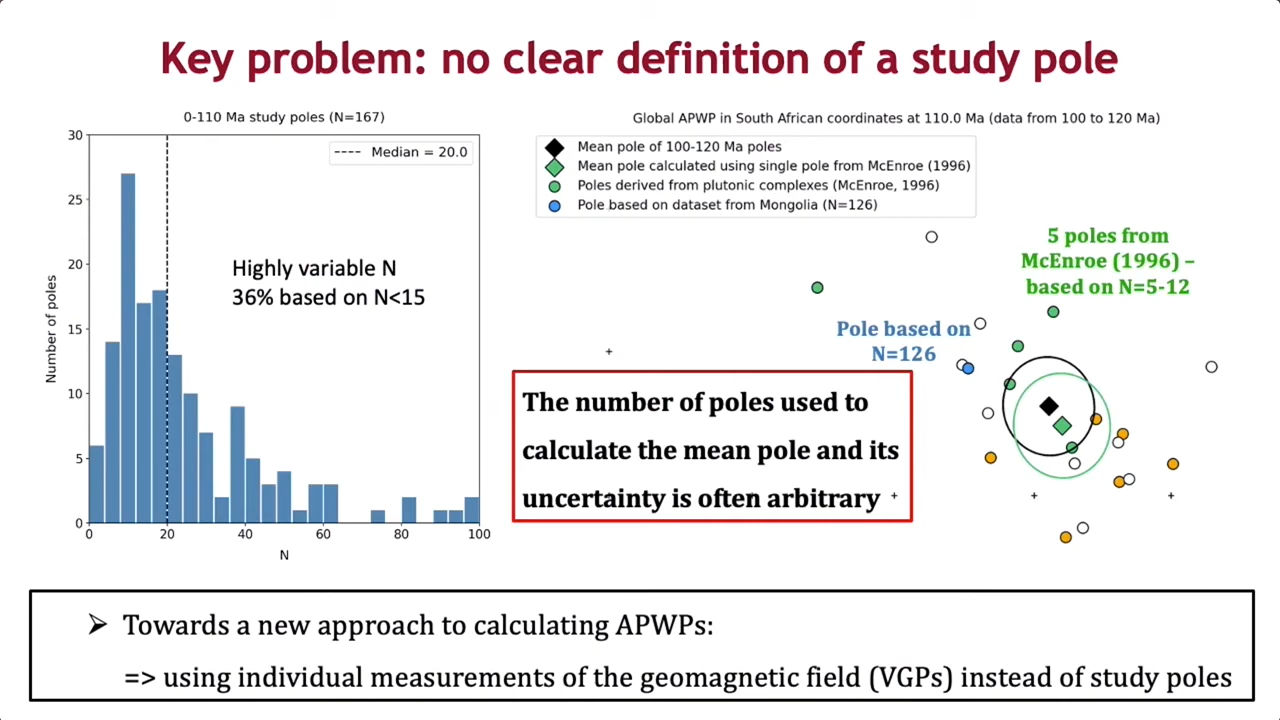 Key problem: no clear definition of a study pole
0-110 Ma study poles (N=167)
Median = 20.0
Highly variable N
36% based on N<15
Number of poles
30
25
20
15
10
5
0
0 20 40 60 80 100
N
Global APWP in South African coordinates at 110.0 Ma (data from 100 to 120 Ma)
Mean pole of 100-120 Ma poles
Mean pole calculated using single pole from McEnroe (1996)
Poles derived from plutonic complexes (McEnroe, 1996)
Pole based on dataset from Mongolia (N=126)
5 poles from
McEnroe (1996) –
based on N=5-12
Pole based on
N=126
The number of poles used to
calculate the mean pole and its
uncertainty is often arbitrary
➢ Towards a new approach to calculating APWPs:
=> using individual measurements of the geomagnetic field (VGPs) instead of study poles